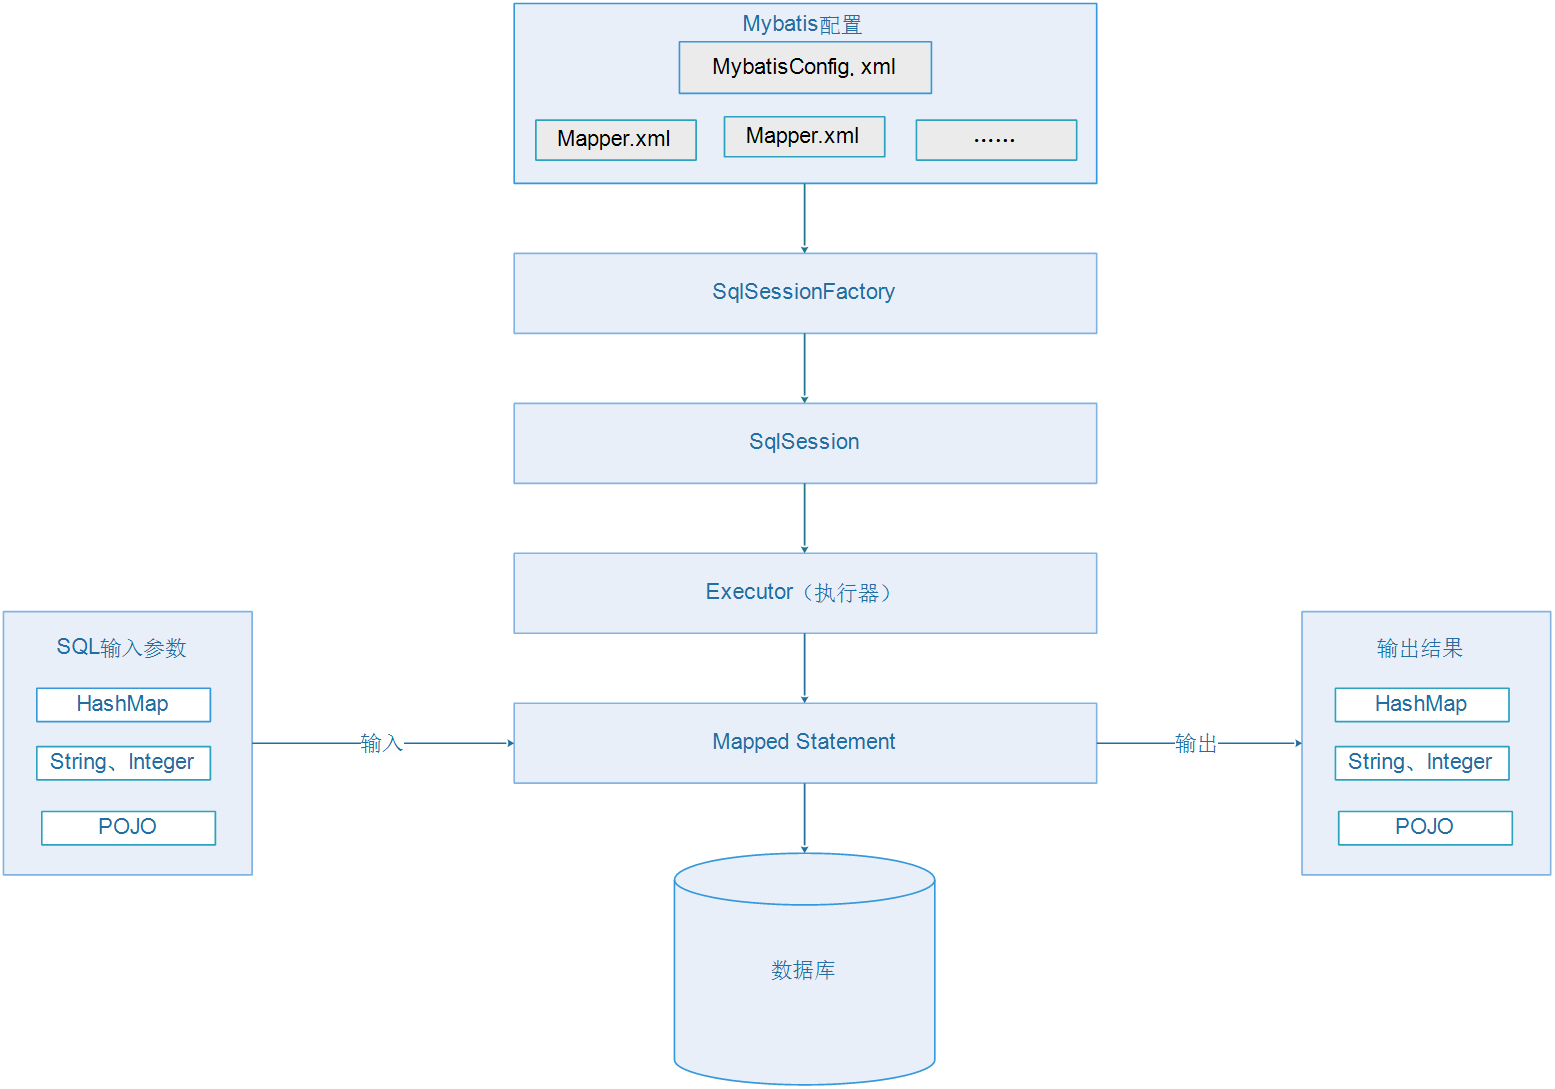 Mybatis配置
MybatisConfig. xml
Mapper.xml
Mapper.xml
……
SqlSessionFactory
SqlSession
Executor（执行器）
SQL输入参数
HashMap
String、Integer
POJO
输入
Mapped Statement
输出
输出结果
HashMap
String、Integer
POJO
数据库